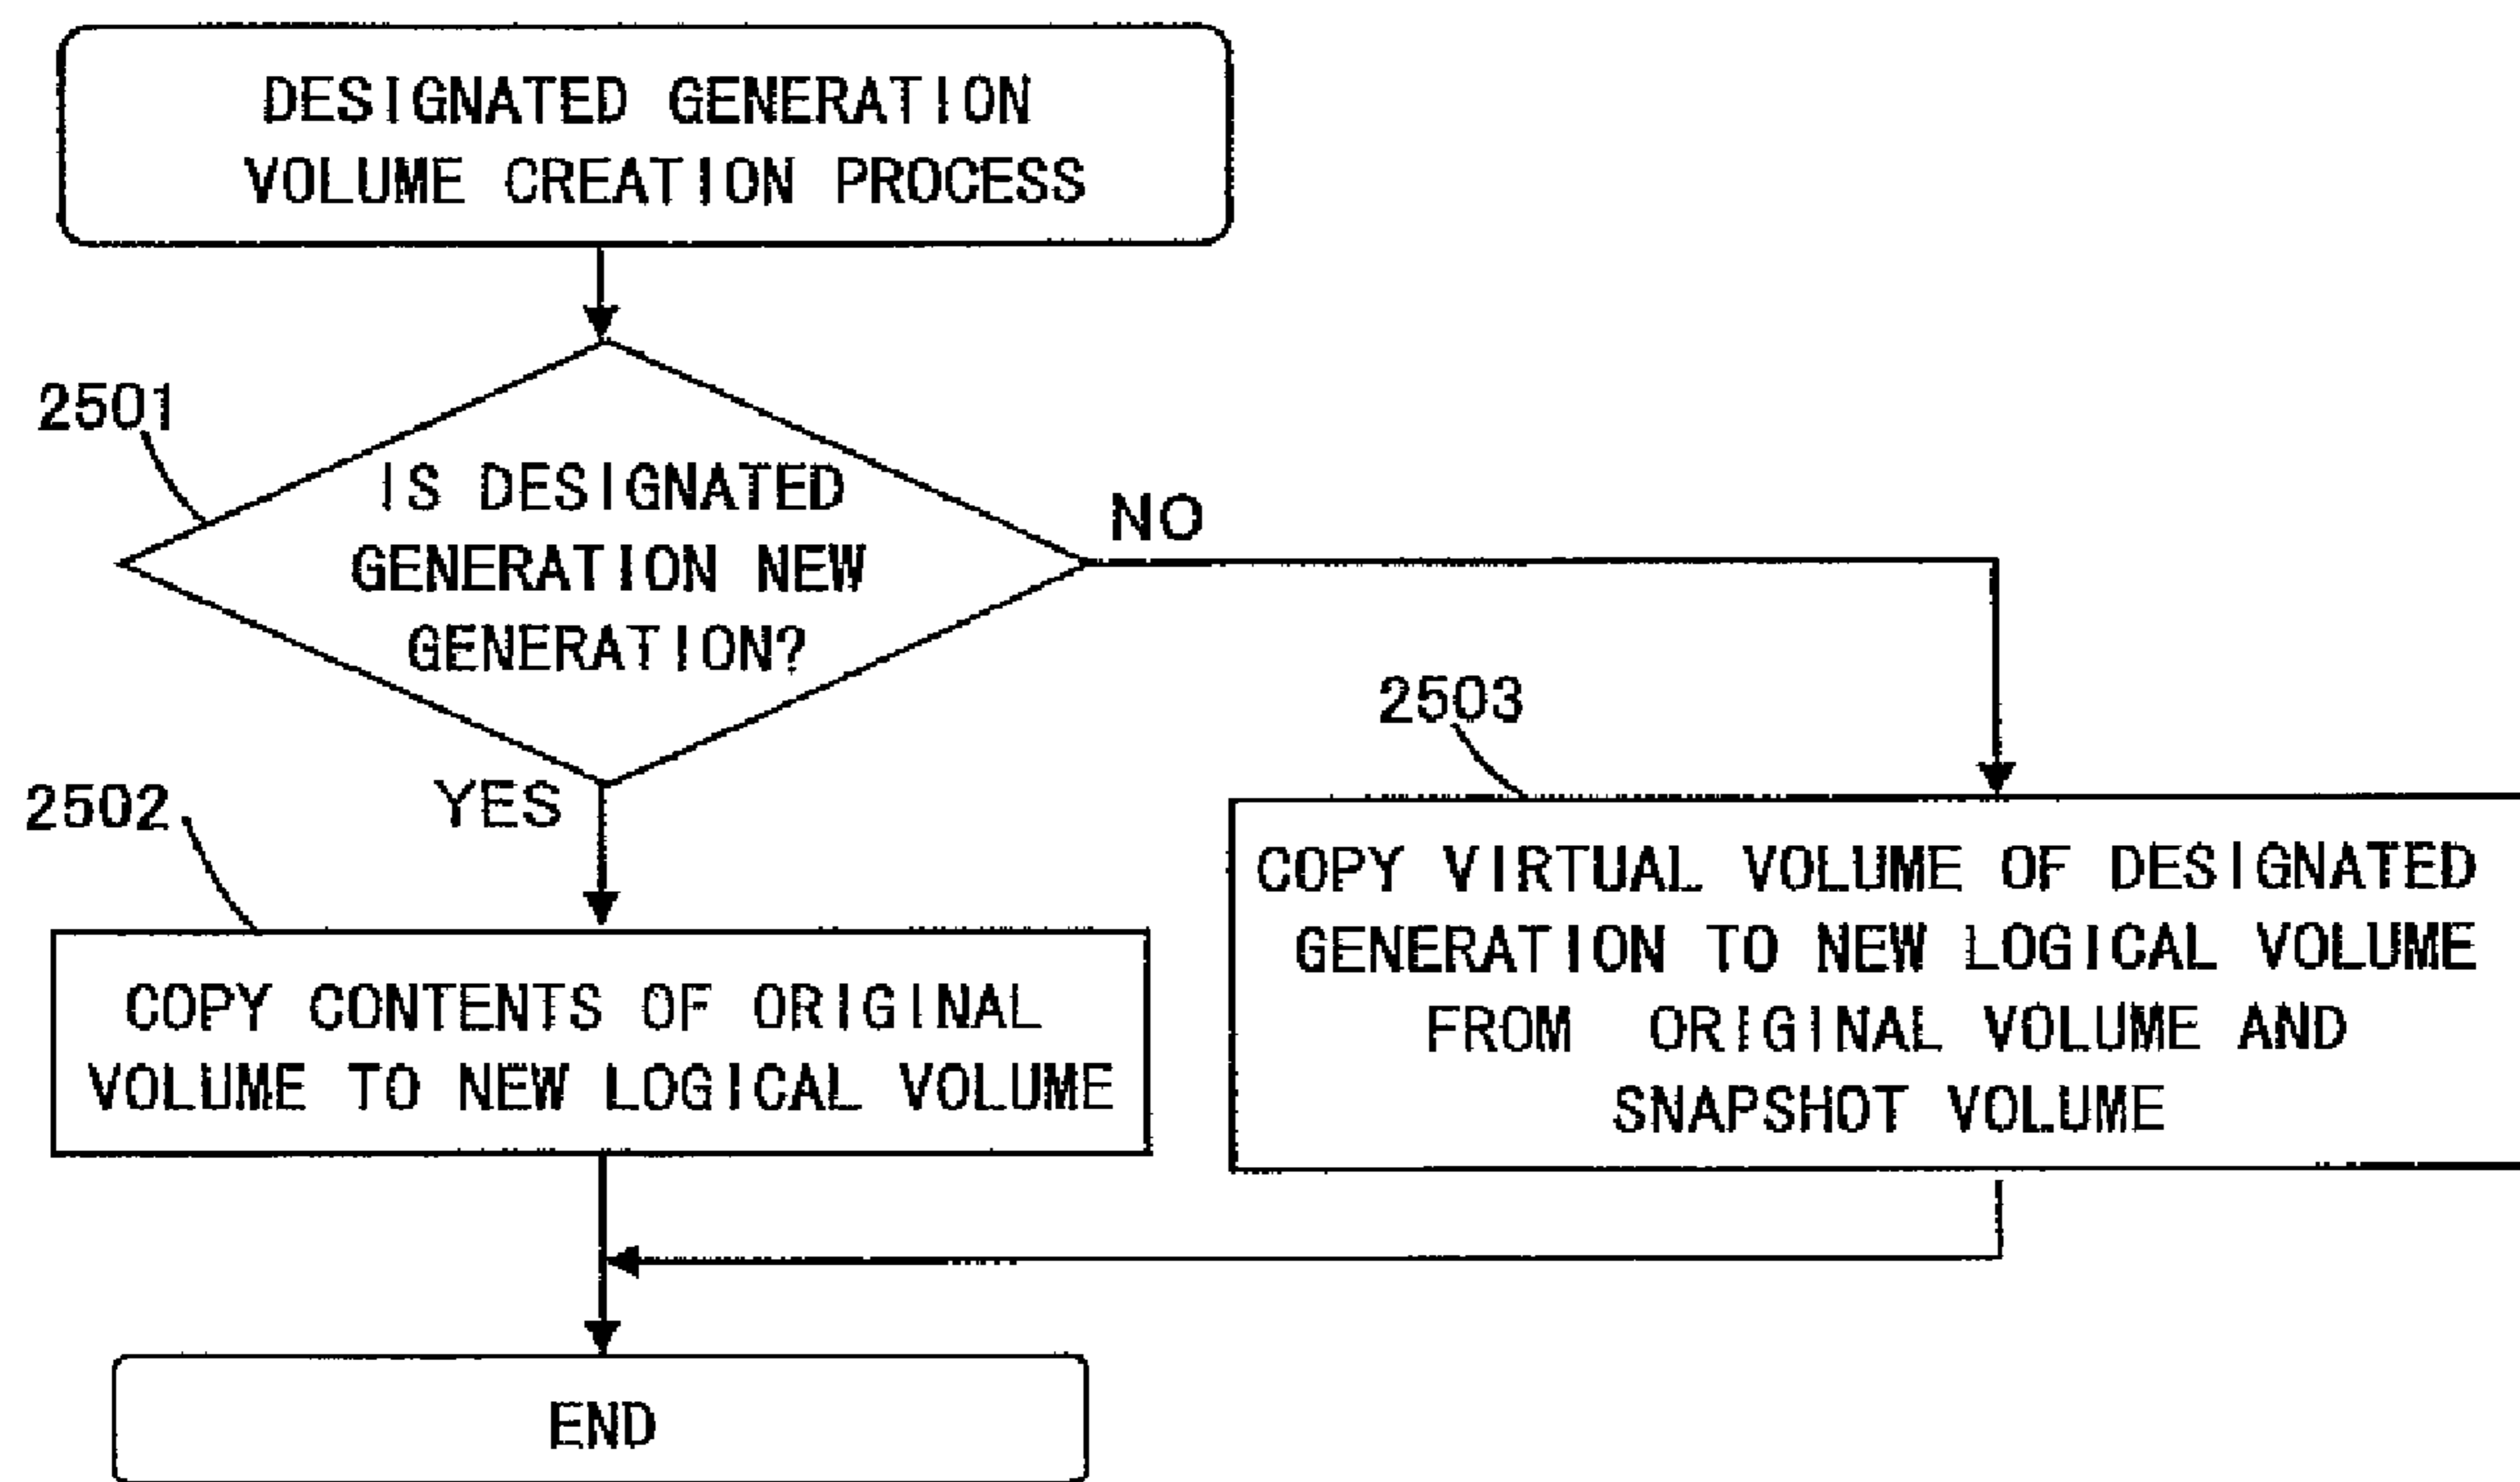 DESIGNATED GENERATION
VOLUME CREATION PROCESS
2501
IS DESIGNATED
GENERATION NEW
GENERATION?
NO
YES
2502
COPY CONTENTS OF ORIGINAL
VOLUME TO NEW LOGICAL VOLUME
2503
COPY VIRTUAL VOLUME OF DESIGNATED
GENERATION TO NEW LOGICAL VOLUME
FROM ORIGINAL VOLUME AND
SNAPSHOT VOLUME
END